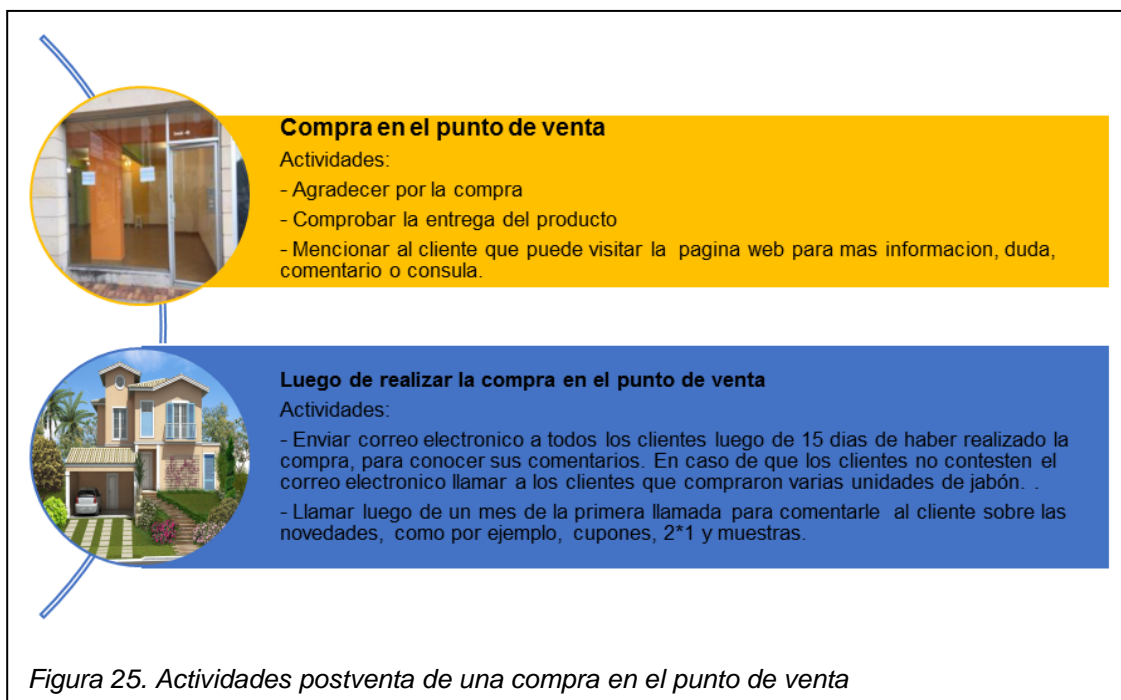 Compra en el punto de venta
Actividades:
- Agradecer por la compra
- Comprobar la entrega del producto
- Mencionar al cliente que puede visitar la pagina web para mas informacion, duda,
comentario o consula.
Luego de realizar la compra en el punto de venta
Actividades:
- Enviar correo electronico a todos los clientes luego de 15 dias de haber realizado la
compra, para conocer sus comentarios. En caso de que los clientes no contesten el
correo electronico llamar a los clientes que compraron varias unidades de jabón. .
- Llamar luego de un mes de la primera llamada para comentarle al cliente sobre las
novedades, como por ejemplo, cupones, 2*1 y muestras.
Figura 25. Actividades postventa de una compra en el punto de venta